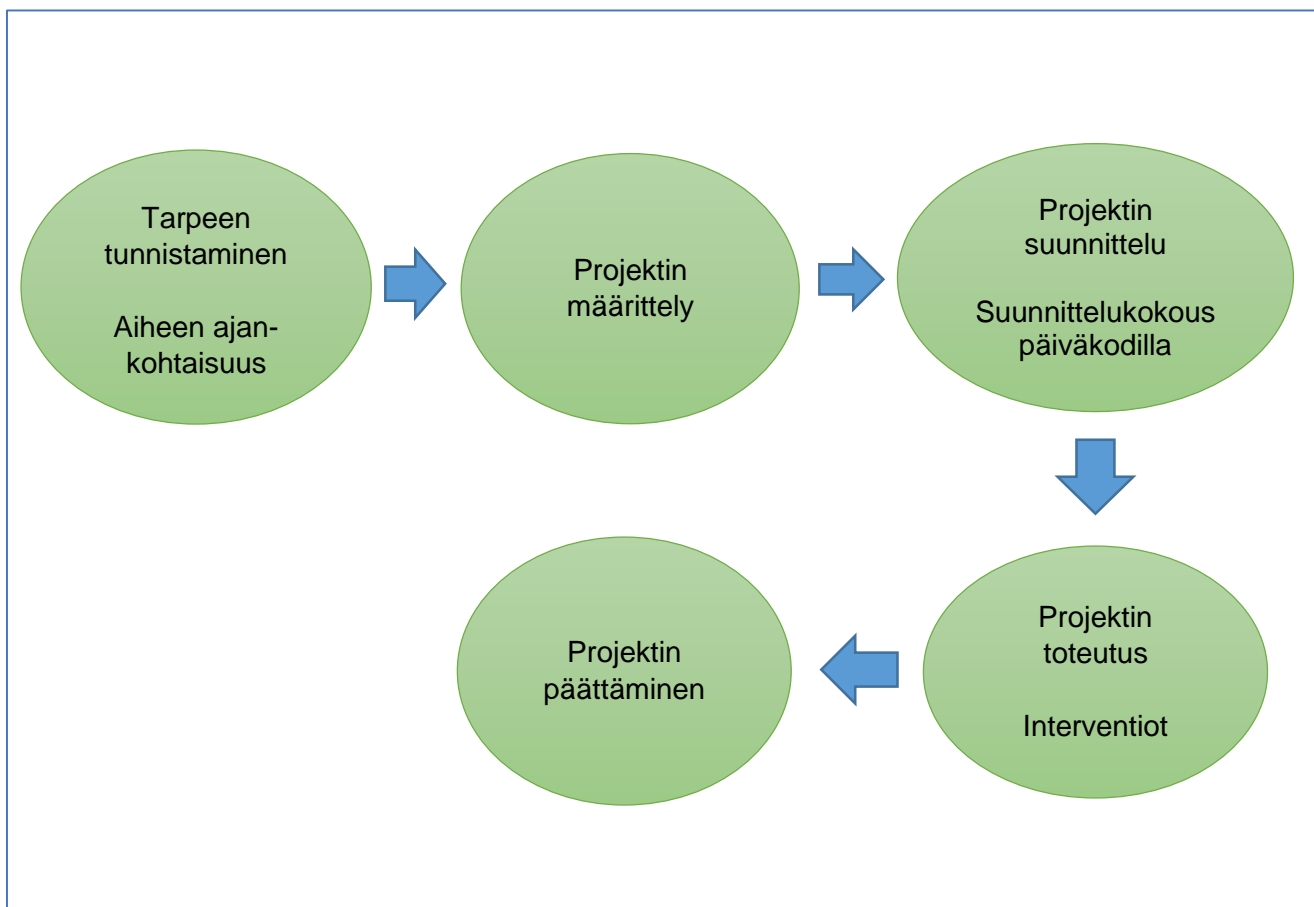 Tarpeen
tunnistaminen
Aiheen ajan-
kohtaisuus
Projektin
määrittely
Projektin
suunnittelu
Suunnittelukokous
päiväkodilla
Projektin
toteutus
Interventiot
Projektin
päättäminen